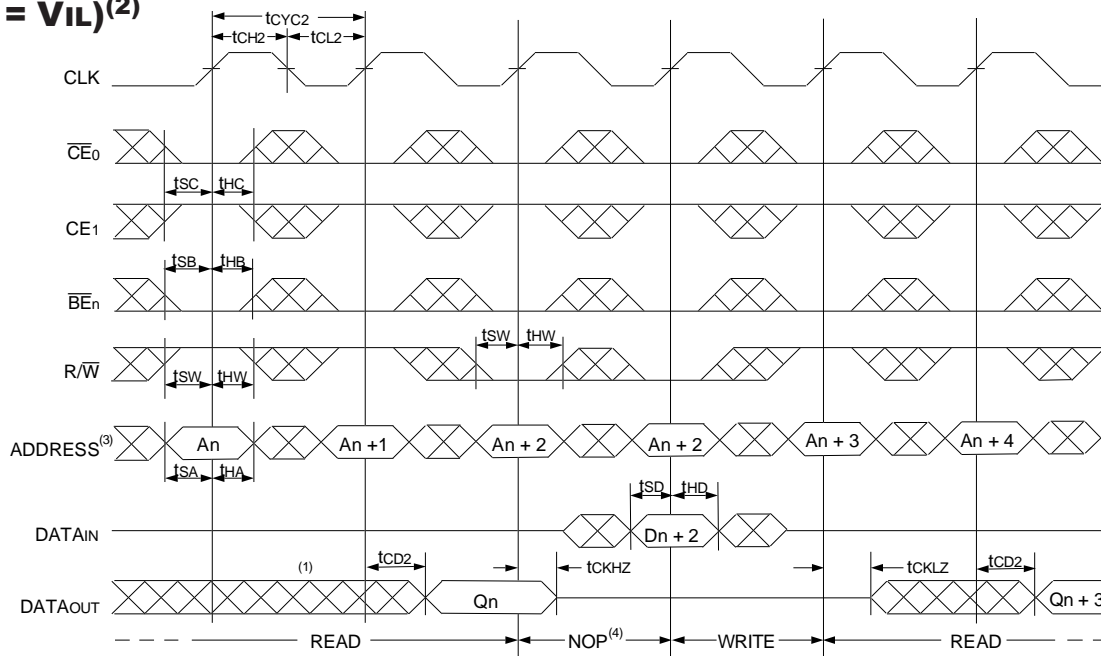 = VIL)(2)
tCYC2
tCH2 tCL2
CLK
CE0
tSC tHC
CE1
tSB tHB
BEn
tSW tHW
R/W
tSW tHW
ADDRESS(3) An An +1 An + 2 An + 2 An + 3 An + 4
tSA tHA
tSD tHD
DATAIN Dn + 2
(1) tCD2 tCKHZ tCKLZ tCD2
DATAOUT Qn Qn + 3
READ NOP(4) WRITE READ